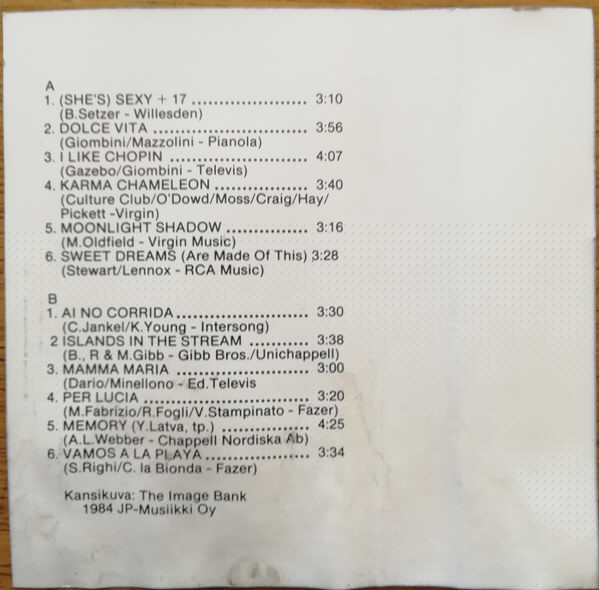 A
1. (SHE'S) SEXY + 17 ...................... 3:10
(B.Setzer - Willesden)
2. DOLCE VITA .............................. 3:56
(Giombini/Mazzolini - Pianola)
3. I LIKE CHOPIN .......................... 4:07
(Gazebo/Giombini - Televis)
4. KARMA CHAMELEON ................. 3:40
(Culture Club/O'Dowd/Moss/Craig/Hay/
Pickett -Virgin)
5. MOONLIGHT SHADOW ............... 3:16
(M.Oldfield - Virgin Music)
6. SWEET DREAMS (Are Made Of This) 3:28
(Stewart/Lennox - RCA Music)
B
1. AI NO CORRIDA ......................... 3:30
(C.Jankel/K.Young - Intersong)
2 ISLANDS IN THE STREAM ........... 3:38
(B., R & M.Gibb - Gibb Bros./Unichappell)
3. MAMMA MARIA ......................... 3:00
(Dario/Minellono - Ed.Televis
4. PER LUCIA ............................... 3:20
(M.Fabrizio/R.Fogli/V.Stampinato - Fazer)
5. MEMORY (Y.Latva, tp.) ................ 4:25
(A.L.Webber - Chappell Nordiska Ab)
6. VAMOS A LA PLAYA .................... 3:34
(S.Righi/C. la Bionda - Fazer)
Kansikuva: The Image Bank
1984 JP-Musiikki Oy